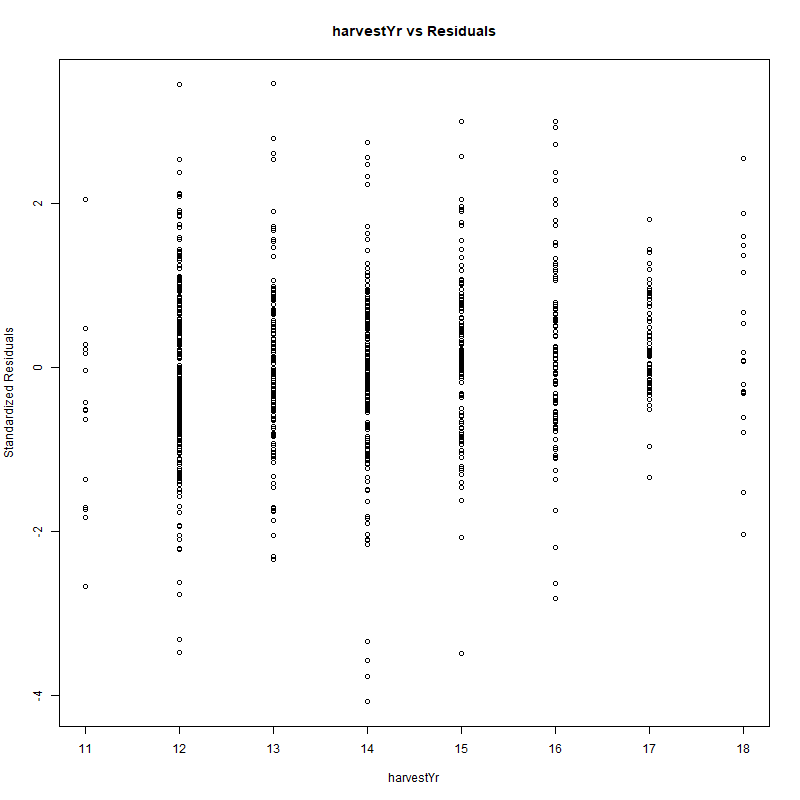 harvestYr vs Residuals
Standardized Residuals
2
0
-2
-4
11 12 13 14 15 16 17 18
harvestYr